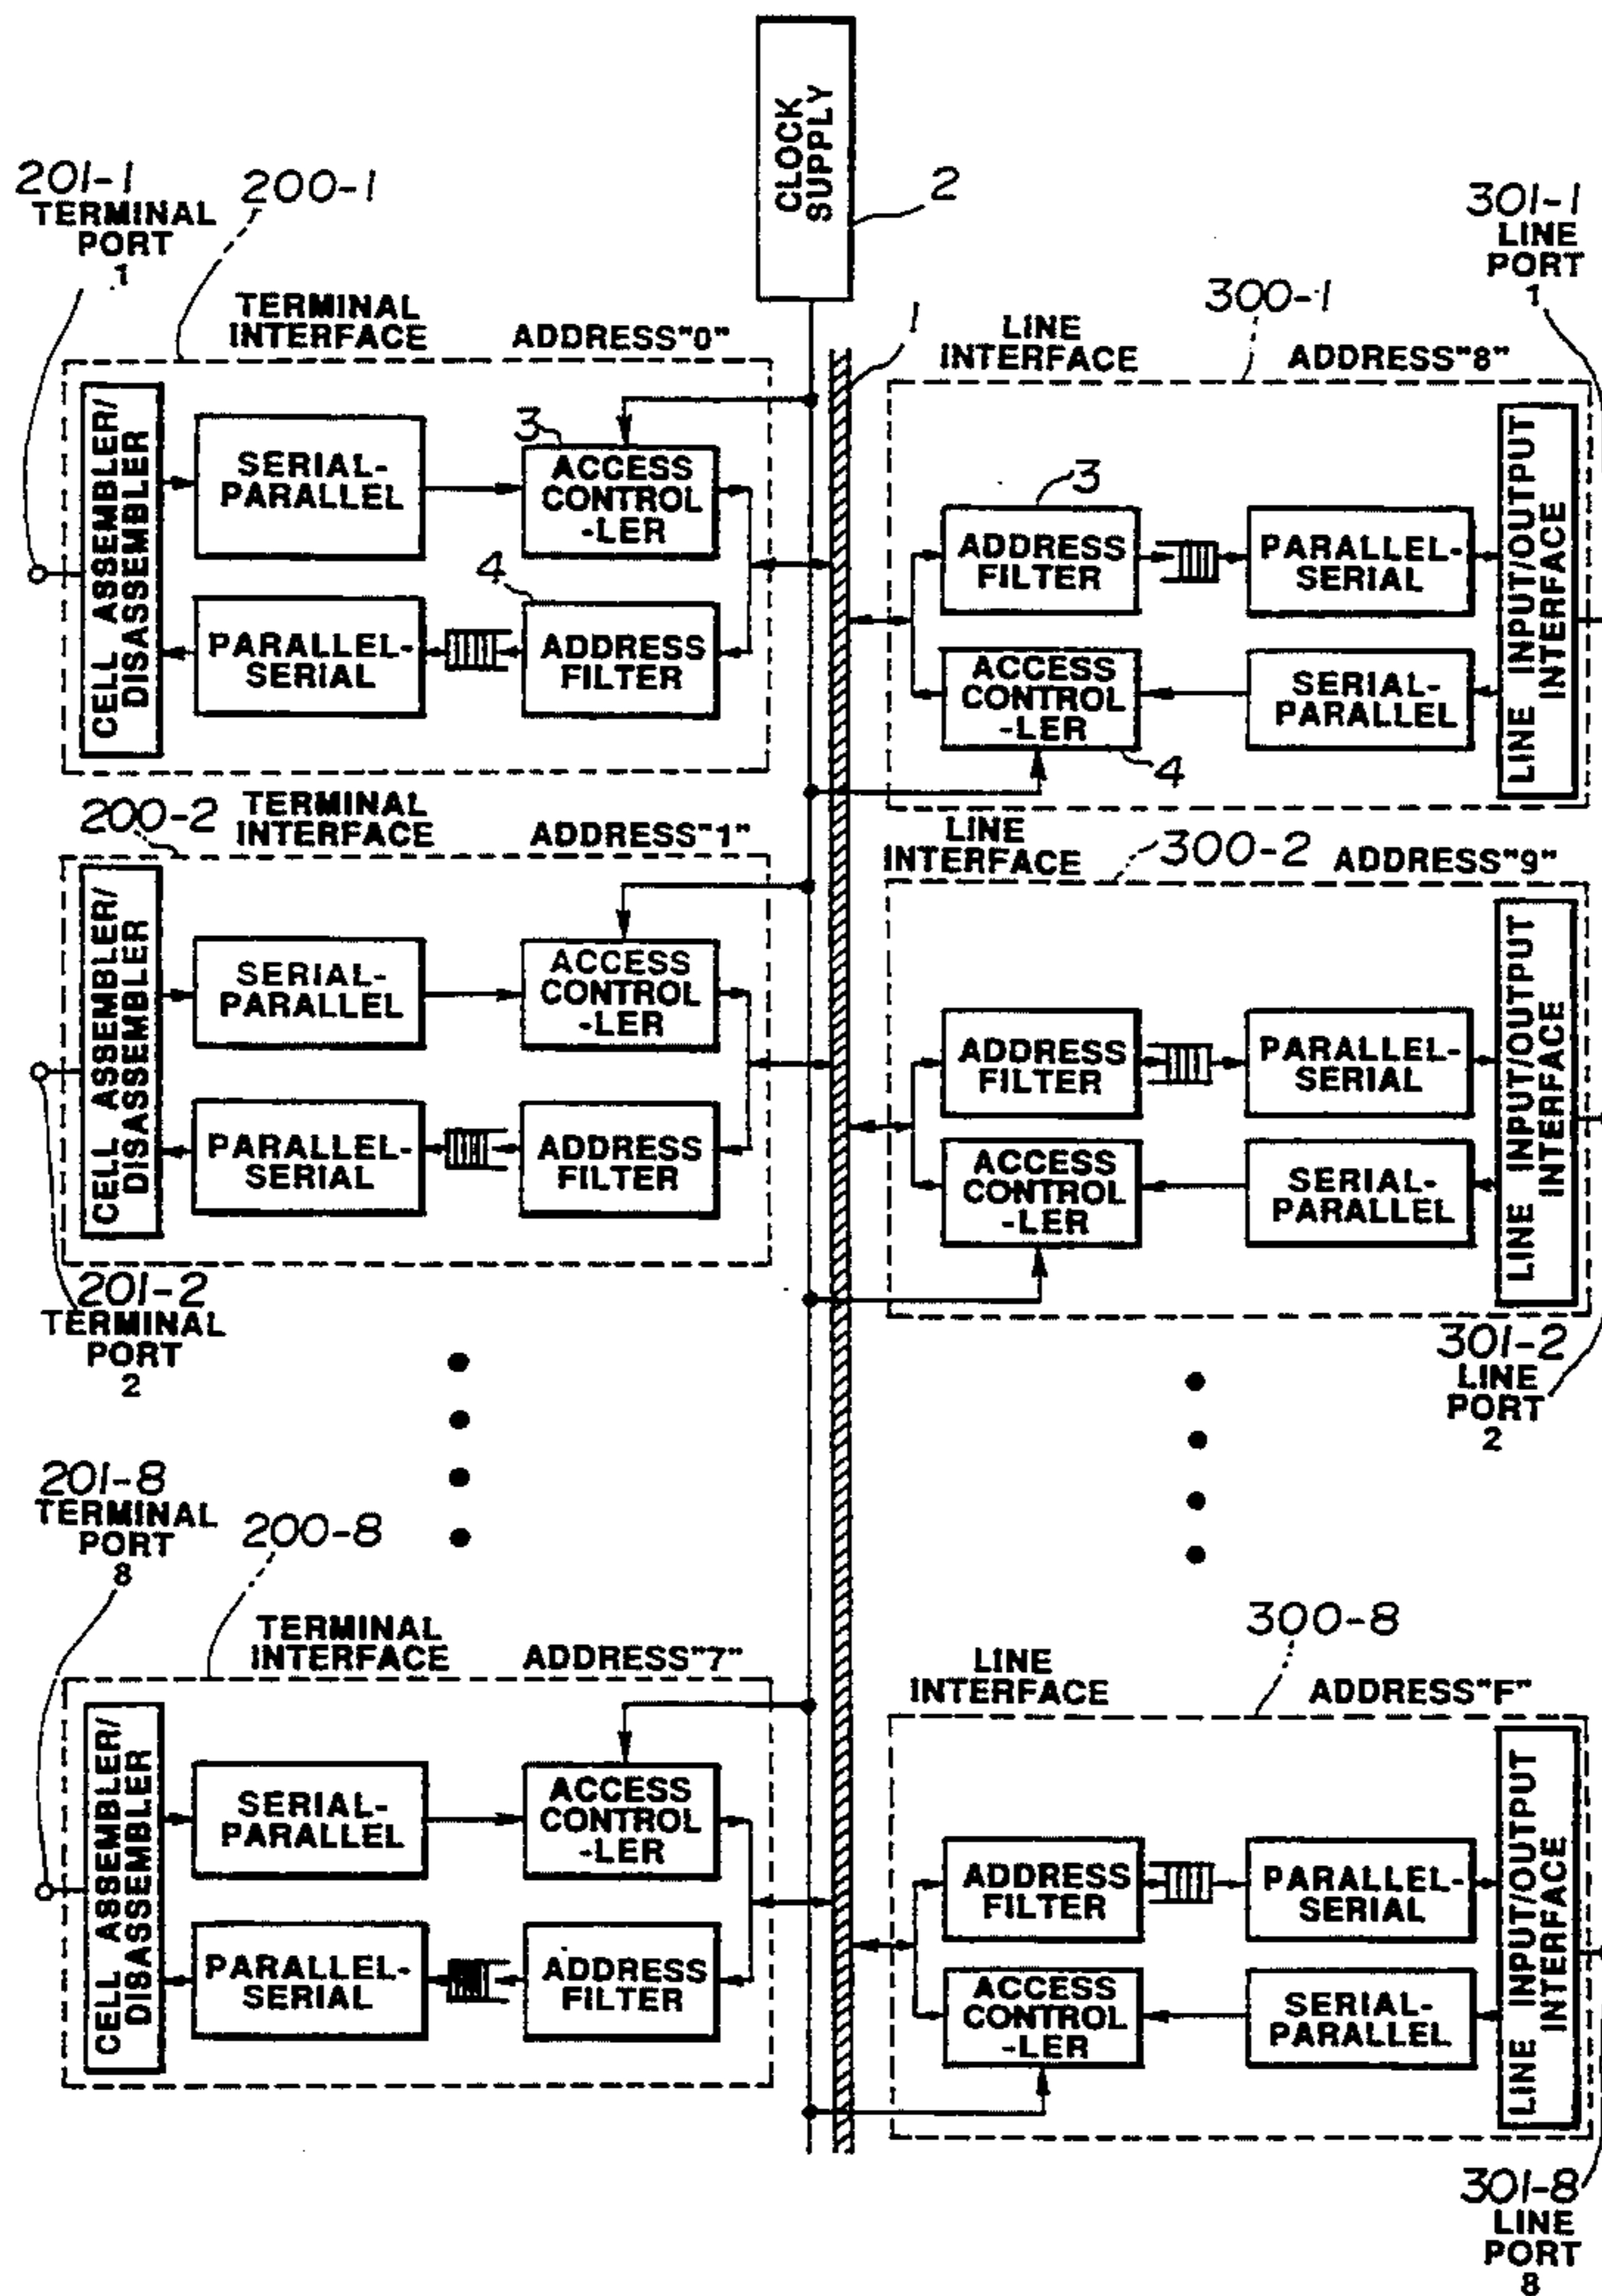 CLOCK
SUPPLY
2
1
201-1
TERMINAL
PORT
1
200-1
TERMINAL
INTERFACE
ADDRESS"0"
CELL ASSEMBLER/
DISASSEMBLER
SERIAL-
PARALLEL
3
ACCESS
CONTROL
-LER
PARALLEL-
SERIAL
4
ADDRESS
FILTER
301-1
LINE
PORT
1
300-1
LINE
INTERFACE
ADDRESS"8"
3
ADDRESS
FILTER
PARALLEL-
SERIAL
ACCESS
CONTROL
-LER
4
SERIAL-
PARALLEL
LINE INPUT/OUTPUT
INTERFACE
200-2
TERMINAL
INTERFACE
ADDRESS"1"
CELL ASSEMBLER/
DISASSEMBLER
SERIAL-
PARALLEL
ACCESS
CONTROL
-LER
PARALLEL-
SERIAL
ADDRESS
FILTER
201-2
TERMINAL
PORT
2
LINE
INTERFACE
300-2
ADDRESS"9"
ADDRESS
FILTER
PARALLEL-
SERIAL
ACCESS
CONTROL
-LER
SERIAL-
PARALLEL
LINE INPUT/OUTPUT
INTERFACE
301-2
LINE
PORT
2
201-8
TERMINAL
PORT
8
200-8
TERMINAL
INTERFACE
ADDRESS"7"
CELL ASSEMBLER/
DISASSEMBLER
SERIAL-
PARALLEL
ACCESS
CONTROL
-LER
PARALLEL-
SERIAL
ADDRESS
FILTER
300-8
LINE
INTERFACE
ADDRESS"F"
ADDRESS
FILTER
PARALLEL-
SERIAL
ACCESS
CONTROL
-LER
SERIAL-
PARALLEL
LINE INPUT/OUTPUT
INTERFACE
301-8
LINE
PORT
8